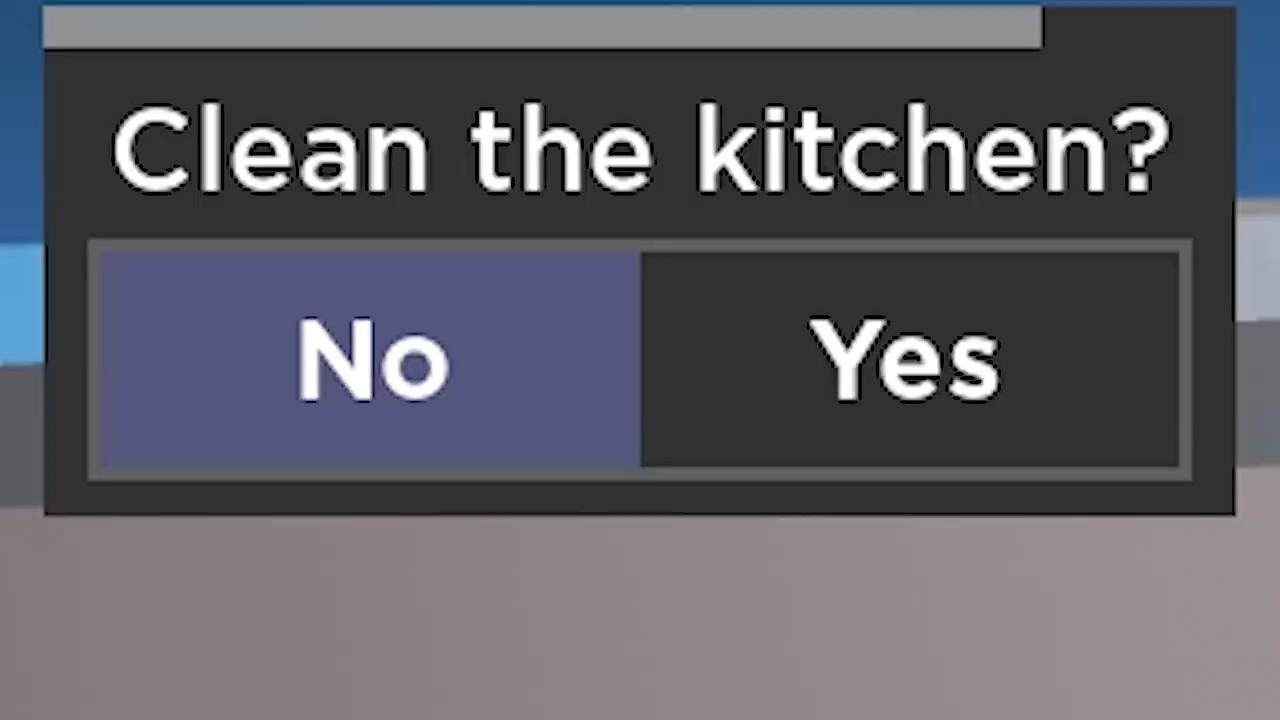 Clean the kitchen?
No Yes